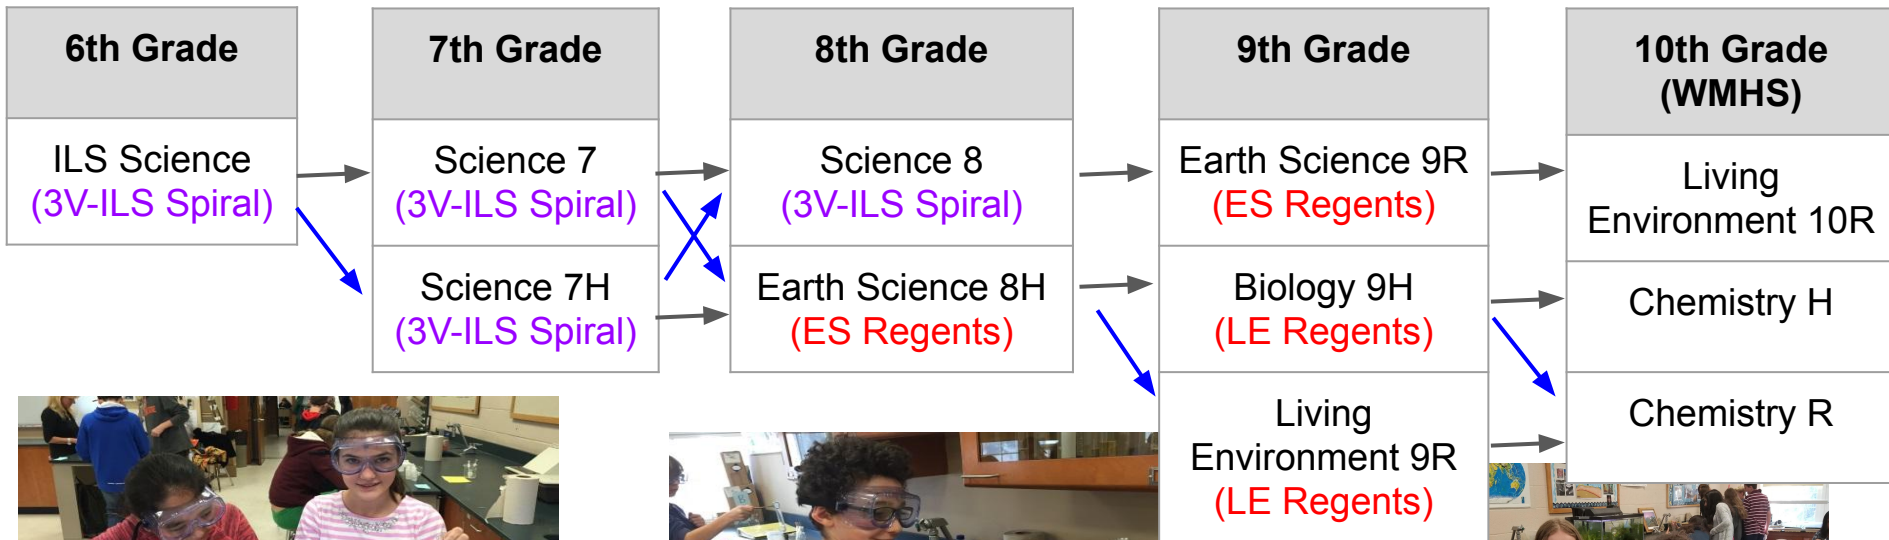 6th Grade
ILS Science
(3V-ILS Spiral)
7th Grade
Science 7
(3V-ILS Spiral)
Science 7H
(3V-ILS Spiral)
8th Grade
Science 8
(3V-ILS Spiral)
Earth Science 8H
(ES Regents)
9th Grade
Earth Science 9R
(ES Regents)
Biology 9H
(LE Regents)
Living
Environment 9R
(LE Regents)
10th Grade
(WMHS)
Living
Environment 10R
Chemistry H
Chemistry R